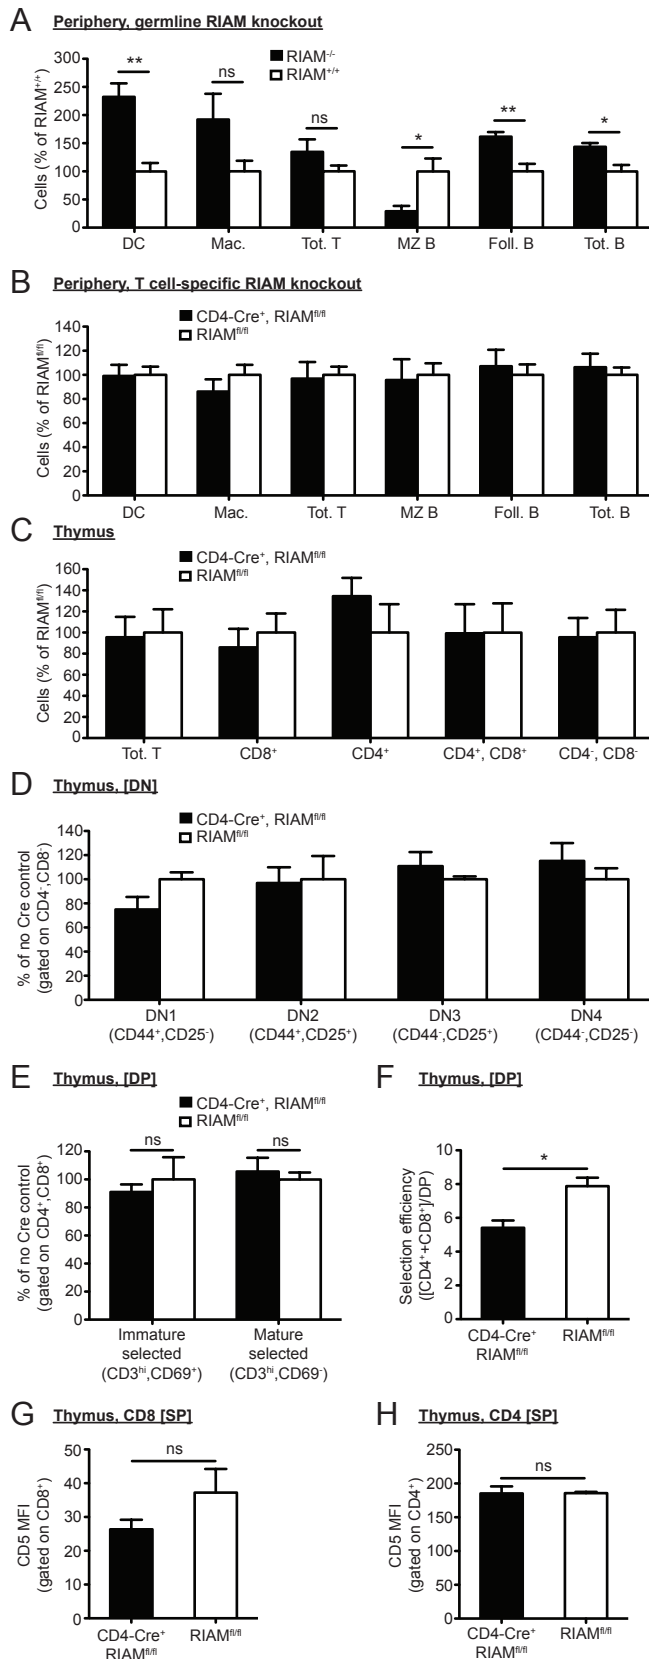 A Periphery, germline RIAM knockout
RIAM-/-
RIAM+/+
Cells (% of RIAM+/+)
300
250
200
150
100
50
0
** ns ns * ** *
DC Mac. Tot. T MZ B Foll. B Tot. B
B Periphery, T cell-specific RIAM knockout
CD4-Cre+, RIAMfl/fl
RIAMfl/fl
Cells (% of RIAMfl/fl)
140
120
100
80
60
40
20
0
DC Mac. Tot. T MZ B Foll. B Tot. B
C Thymus
CD4-Cre+, RIAMfl/fl
RIAMfl/fl
Cells (% of RIAMfl/fl)
160
140
120
100
80
60
40
20
0
Tot. T CD8+ CD4+ CD4+, CD8+ CD4-, CD8-
D Thymus, [DN]
CD4-Cre+, RIAMfl/fl
RIAMfl/fl
% of no Cre control
(gated on CD4-,CD8-)
140
120
100
80
60
40
20
0
DN1 DN2 DN3 DN4
(CD44+,CD25-) (CD44+,CD25+) (CD44-,CD25+) (CD44-,CD25-)
E Thymus, [DP]
CD4-Cre+, RIAMfl/fl
RIAMfl/fl
% of no Cre control
(gated on CD4+,CD8+)
120
100
80
60
40
20
0
ns ns
Immature Mature
selected selected
(CD3hi,CD69+) (CD3hi,CD69-)
F Thymus, [DP]
Selection efficiency
([CD4++CD8+]/DP)
10
8
6
4
2
0
*
CD4-Cre+ RIAMfl/fl
RIAMfl/fl
G Thymus, CD8 [SP]
CD5 MFI
(gated on CD8+)
50
40
30
20
10
0
ns
CD4-Cre+ RIAMfl/fl
RIAMfl/fl
H Thymus, CD4 [SP]
CD5 MFI
(gated on CD4+)
250
200
150
100
50
0
ns
CD4-Cre+ RIAMfl/fl
RIAMfl/fl